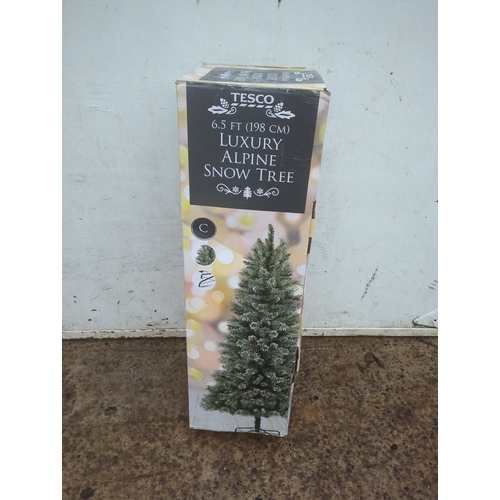 TESCO
6.5 FT (198 CM)
LUXURY
ALPINE
SNOW TREE
C